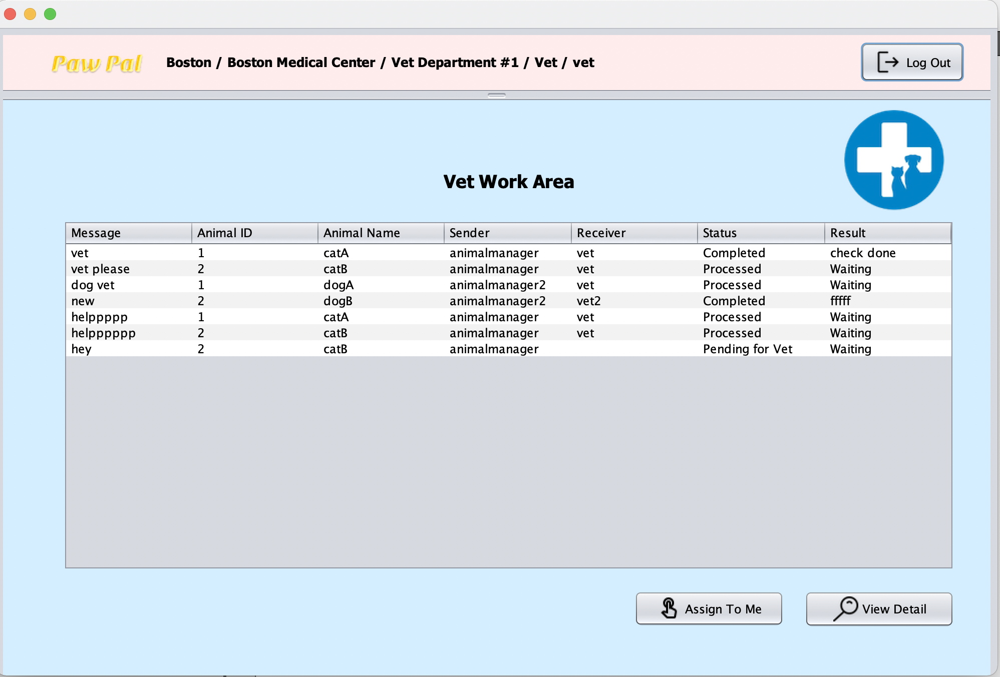 Paw Pal Boston / Boston Medical Center / Vet Department #1 / Vet / vet Log Out
Vet Work Area
Message Animal ID Animal Name Sender Receiver Status Result
vet 1 catA animalmanager vet Completed check done
vet please 2 catB animalmanager vet Processed Waiting
dog vet 1 dogA animalmanager2 vet Processed Waiting
new 2 dogB animalmanager2 vet2 Completed fffff
helppppp 1 catA animalmanager vet Processed Waiting
helpppppp 2 catB animalmanager vet Processed Waiting
hey 2 catB animalmanager Pending for Vet Waiting
Assign To Me View Detail